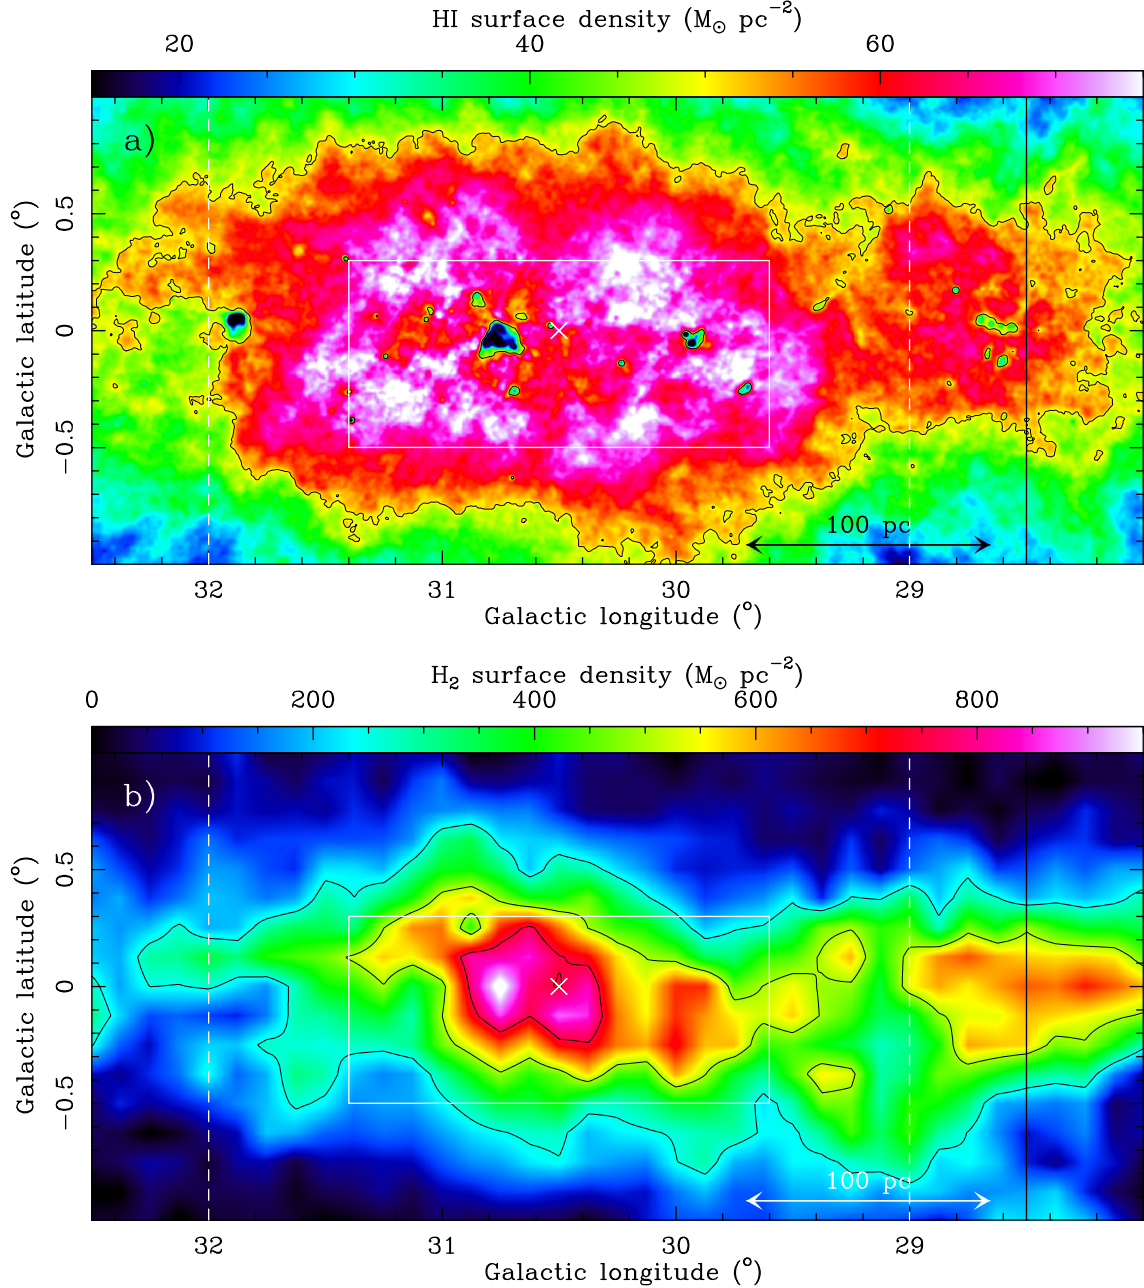 HI surface density (M⊙ pc−2)
20 40 60
a)
0.5
0
−0.5
Galactic latitude (o)
100 pc
32 31 30 29
Galactic longitude (o)
H2 surface density (M⊙ pc−2)
0 200 400 600 800
b)
0.5
0
−0.5
Galactic latitude (o)
100 pc
32 31 30 29
Galactic longitude (o)